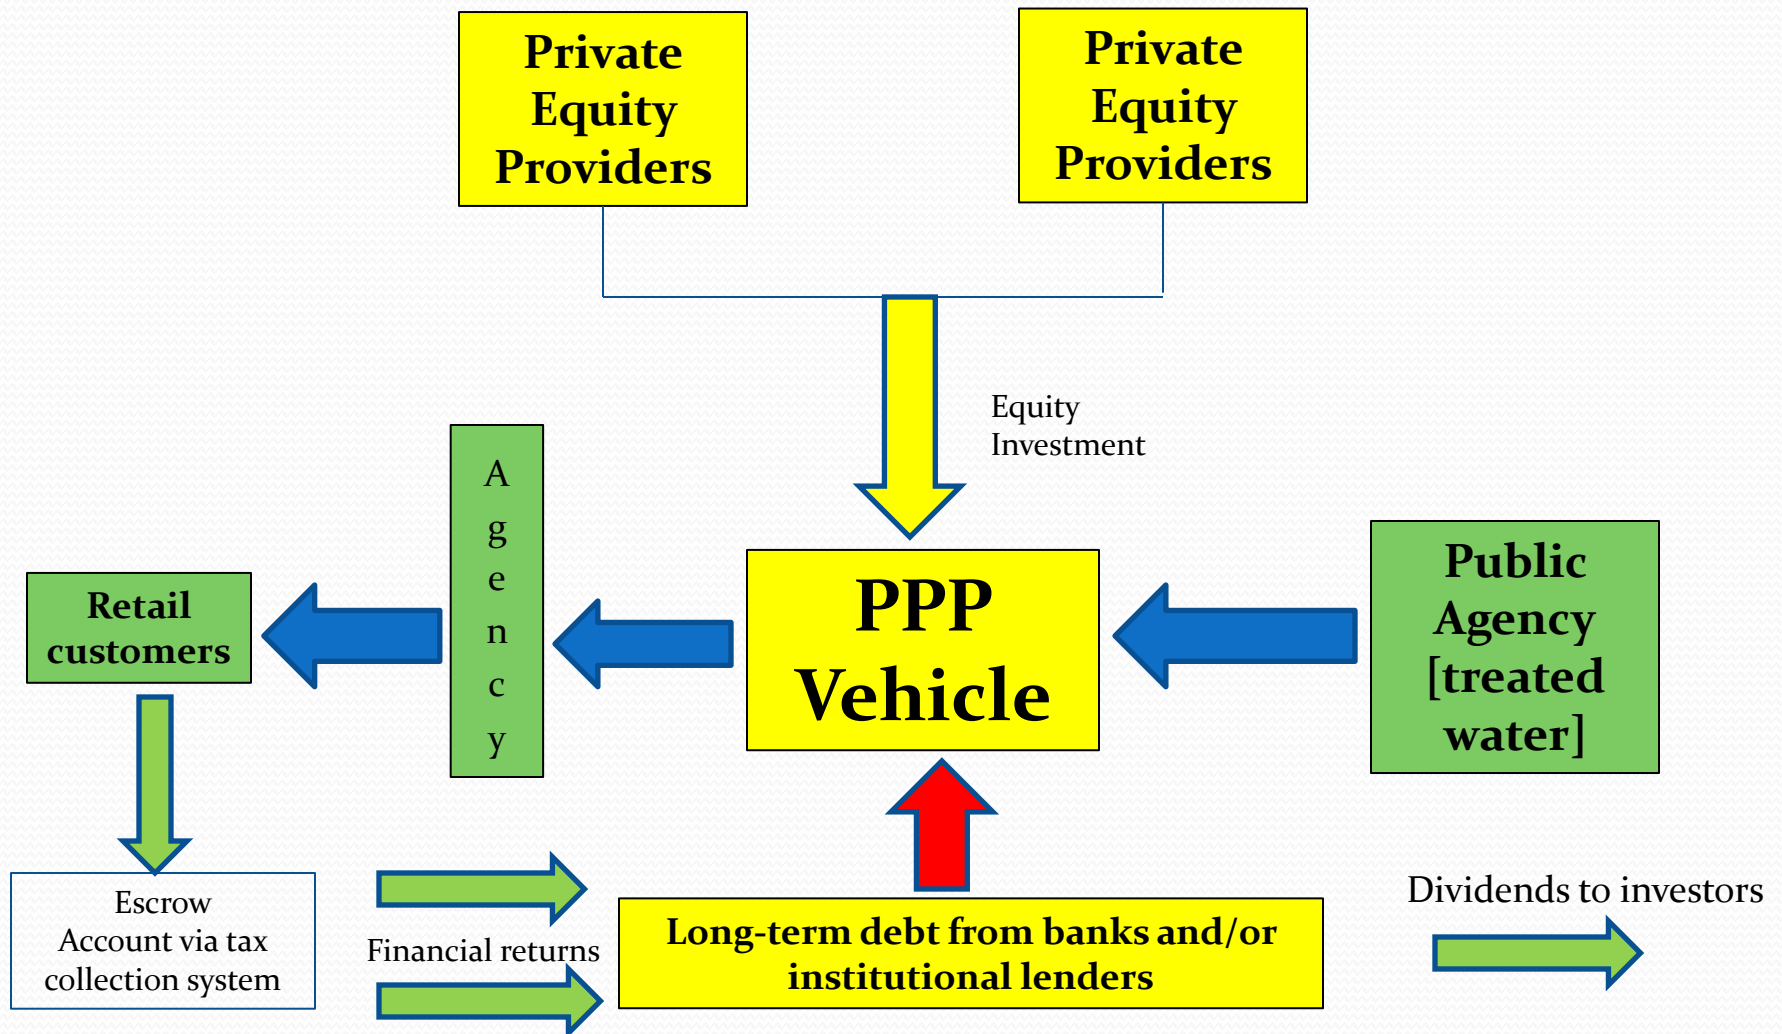 Private
Equity
Providers
Private
Equity
Providers
Equity
Investment
A
g
e
n
c
y
Retail
customers
PPP
Vehicle
Public
Agency
[treated
water]
Escrow
Account via tax
collection system
Financial returns
Long-term debt from banks and/or
institutional lenders
Dividends to investors